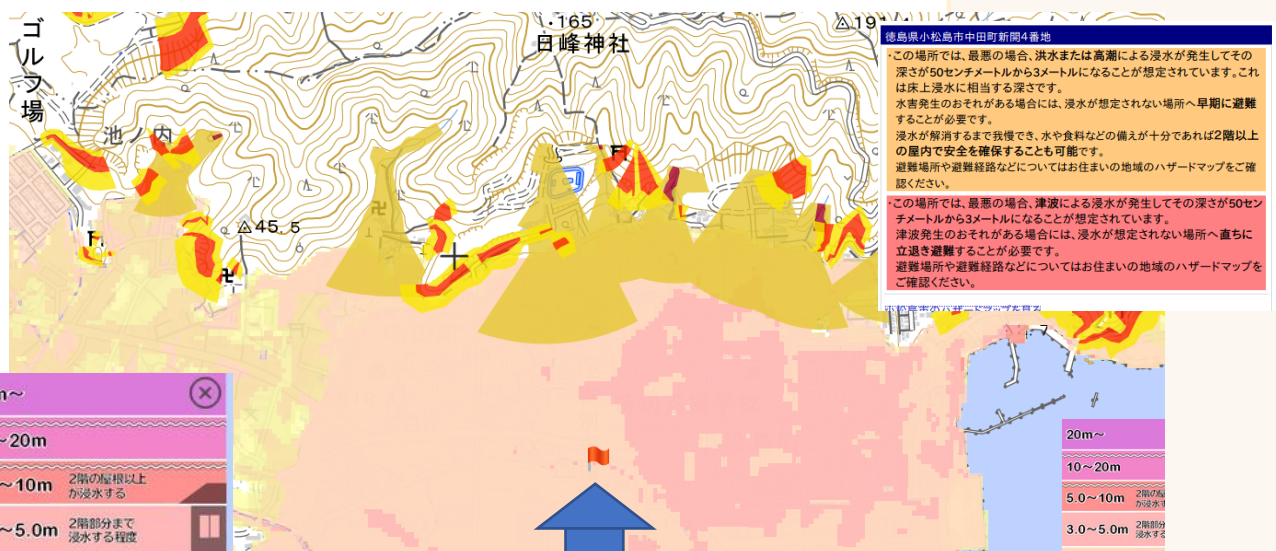 ゴルフ場
・165
日峰神社
池ノ内
45.5
徳島県小松島市中田町新開4番地
・この場所では、最悪の場合、洪水または高潮による浸水が発生してその
深さが50センチメートルから3メートルになることが想定されています。これ
は床上浸水に相当する深さです。
水害発生のおそれがある場合には、浸水が想定されない場所へ早期に避難
することが必要です。
浸水が解消するまで我慢でき、水や食料などの備えが十分であれば2階以上
の屋内で安全を確保することも可能です。
避難場所や避難経路などについてはお住まいの地域のハザードマップをご確
認ください。
・この場所では、最悪の場合、津波による浸水が発生してその深さが50セン
チメートルから3メートルになることが想定されています。
津波発生のおそれがある場合には、浸水が想定されない場所へ直ちに
立退き避難することが必要です。
避難場所や避難経路などについてはお住まいの地域のハザードマップを
ご確認ください。
m～
～20m
～10m 2階の屋根以上
が浸水する
～5.0m 2階部分まで
浸水する程度
20m～
10～20m
5.0～10m 2階の
が浸水
3.0～5.0m 2階部分
浸水する